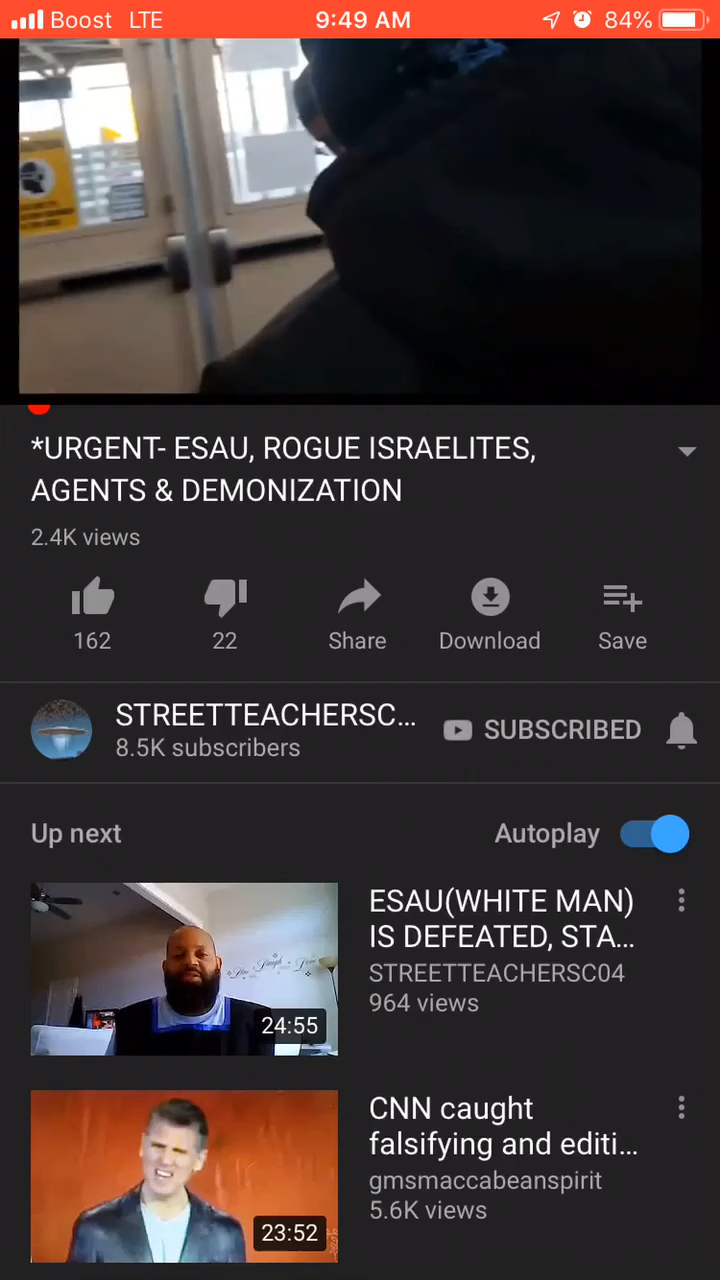 Boost LTE 9:49 AM 84%
*URGENT- ESAU, ROGUE ISRAELITES,
AGENTS & DEMONIZATION
2.4K views
162 22 Share Download Save
STREETTEACHERSC...
8.5K subscribers
SUBSCRIBED
Up next Autoplay
ESAU(WHITE MAN)
IS DEFEATED, STA...
STREETTEACHERSC04
964 views
24:55
CNN caught
falsifying and editi...
gmsmaccabeanspirit
5.6K views
23:52